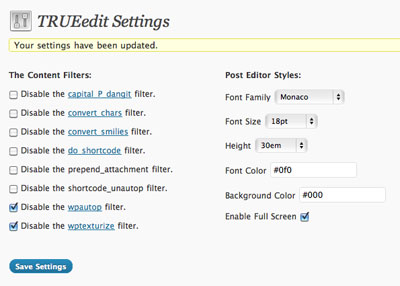 TRUEedit Settings
Your settings have been updated.
The Content Filters:
Disable the capital_P_dangit filter.
Disable the convert_chars filter.
Disable the convert_smilies filter.
Disable the do_shortcode filter.
Disable the prepend_attachment filter.
Disable the shortcode_unautop filter.
Disable the wpautop filter.
Disable the wptexturize filter.
Save Settings
Post Editor Styles:
Font Family Monaco
Font Size 18pt
Height 30em
Font Color #0f0
Background Color #000
Enable Full Screen